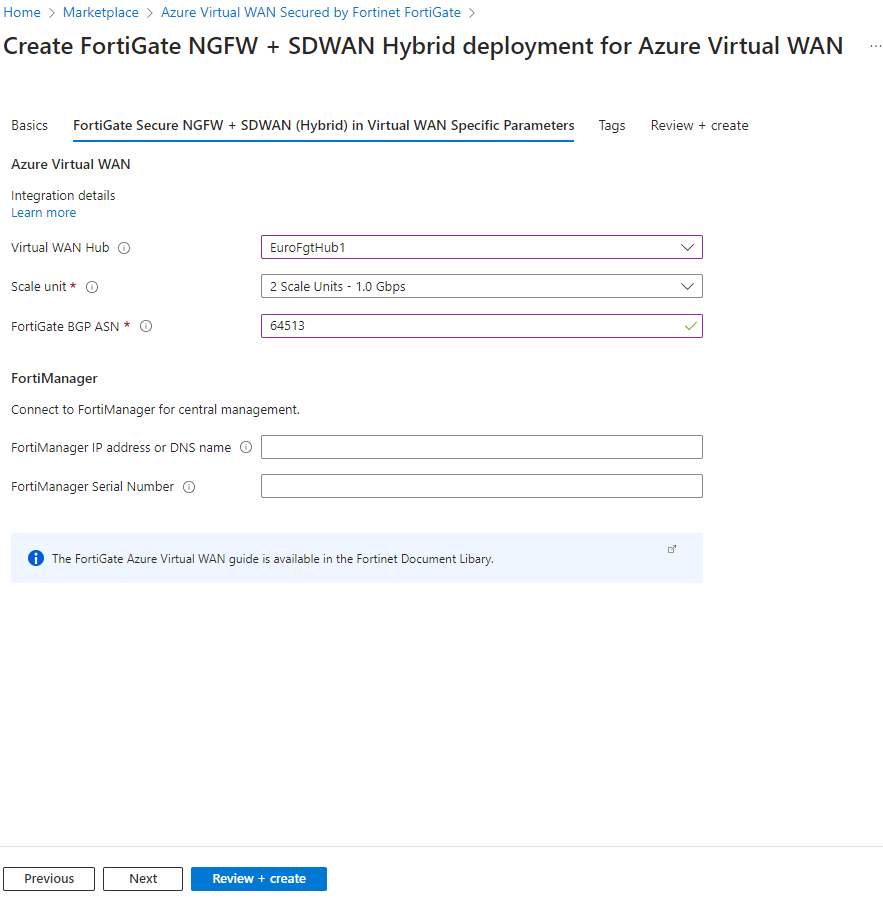 Home > Marketplace > Azure Virtual WAN Secured by Fortinet FortiGate >
Create FortiGate NGFW + SDWAN Hybrid deployment for Azure Virtual WAN ...
Basics FortiGate Secure NGFW + SDWAN (Hybrid) in Virtual WAN Specific Parameters Tags Review + create
Azure Virtual WAN
Integration details
Learn more
Virtual WAN Hub EuroFgtHub1
Scale unit * 2 Scale Units - 1.0 Gbps
FortiGate BGP ASN * 64513
FortiManager
Connect to FortiManager for central management.
FortiManager IP address or DNS name
FortiManager Serial Number
The FortiGate Azure Virtual WAN guide is available in the Fortinet Document Libary.
Previous Next Review + create